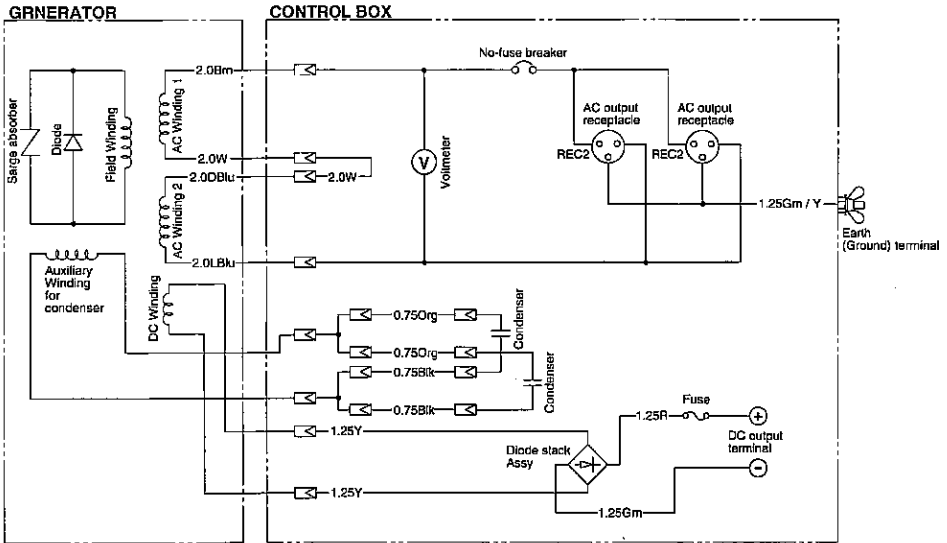 GRNERATOR
CONTROL BOX
Sarge absorber
Diode
Field Winding
AC Winding 1
AC Winding 2
2.0Brn
2.0W
2.0DBlu
2.0W
2.0LBlu
Auxiliary
Winding
for
condenser
DC Winding
No-fuse breaker
Voltmeter
V
AC output
receptacle
REC2
AC output
receptacle
REC2
1.25Grn / Y
Earth
(Ground) terminal
0.75Org
0.75Org
0.75Blk
0.75Blk
Condenser
Condenser
1.25Y
1.25Y
Diode stack
Assy
1.25R
Fuse
+
DC output
terminal
−
1.25Grn